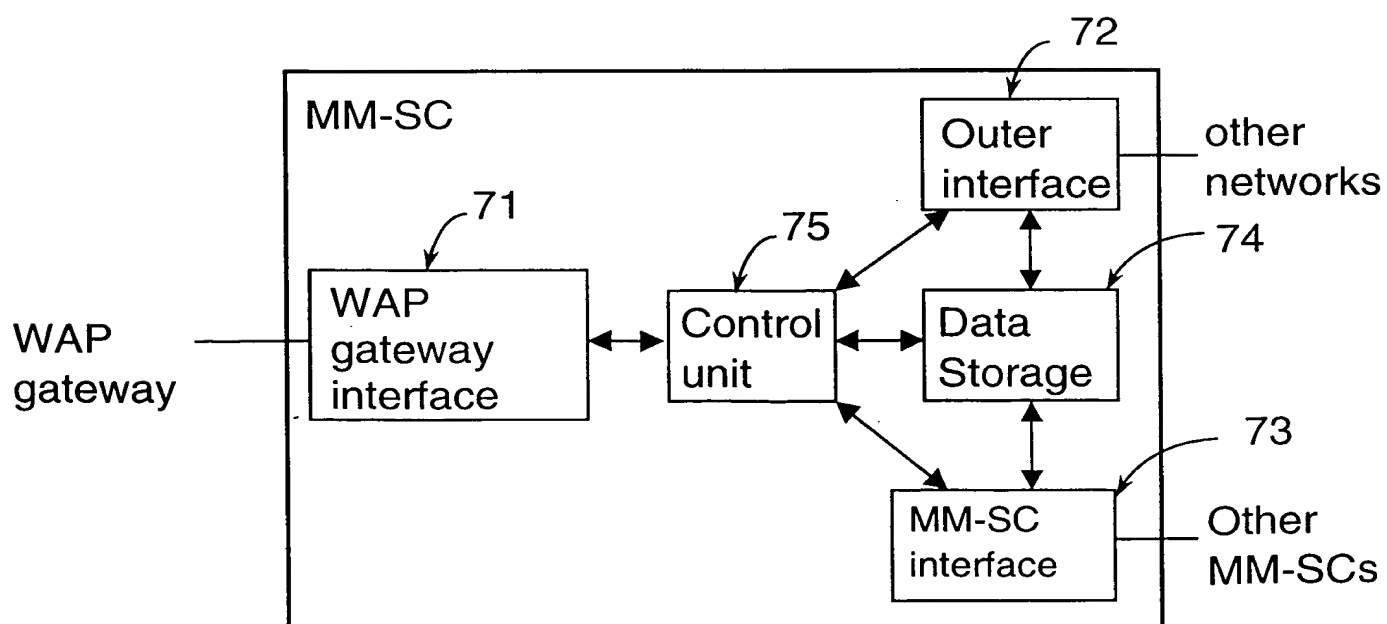 72
MM-SC
Outer
interface
other
networks
71
75
74
WAP
gateway
interface
Control
unit
Data
Storage
WAP
gateway
73
MM-SC
interface
Other
MM-SCs